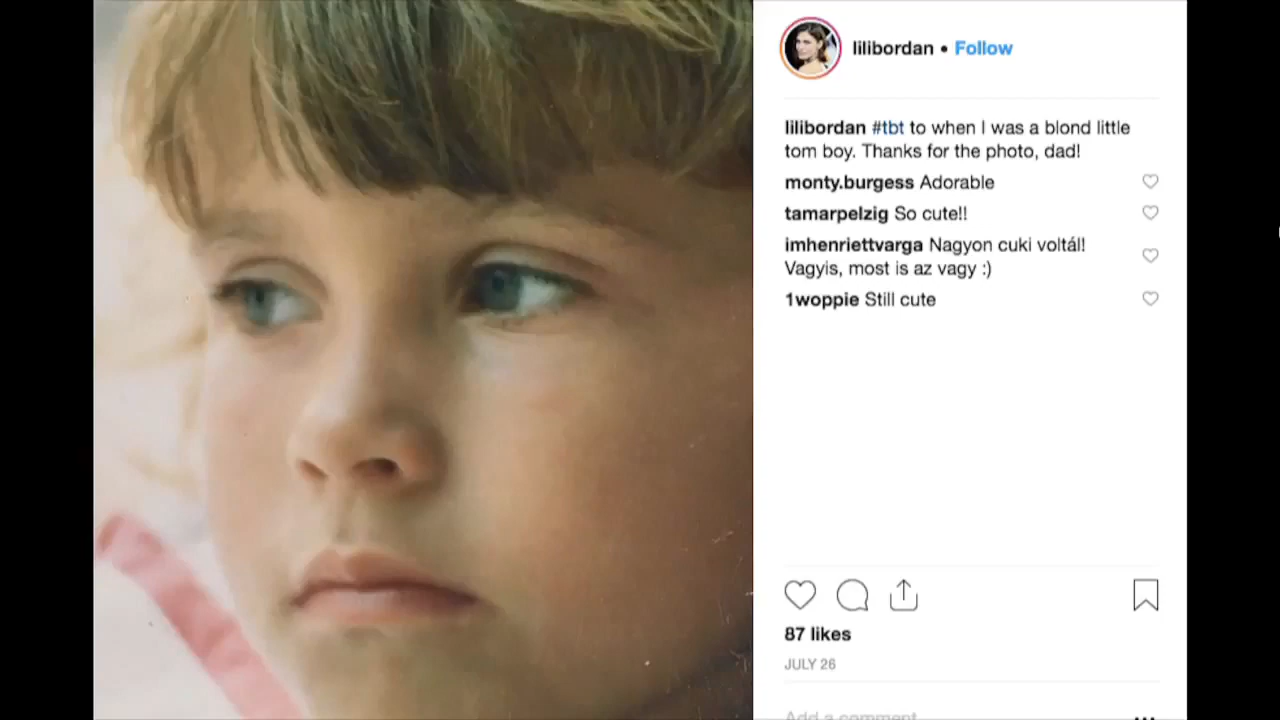 lilibordan • Follow
lilibordan #tbt to when I was a blond little
tom boy. Thanks for the photo, dad!
monty.burgess Adorable
tamarpelzig So cute!!
imhenriettvarga Nagyon cuki voltál!
Vagyis, most is az vagy :)
1woppie Still cute
87 likes
JULY 26
Add a comment